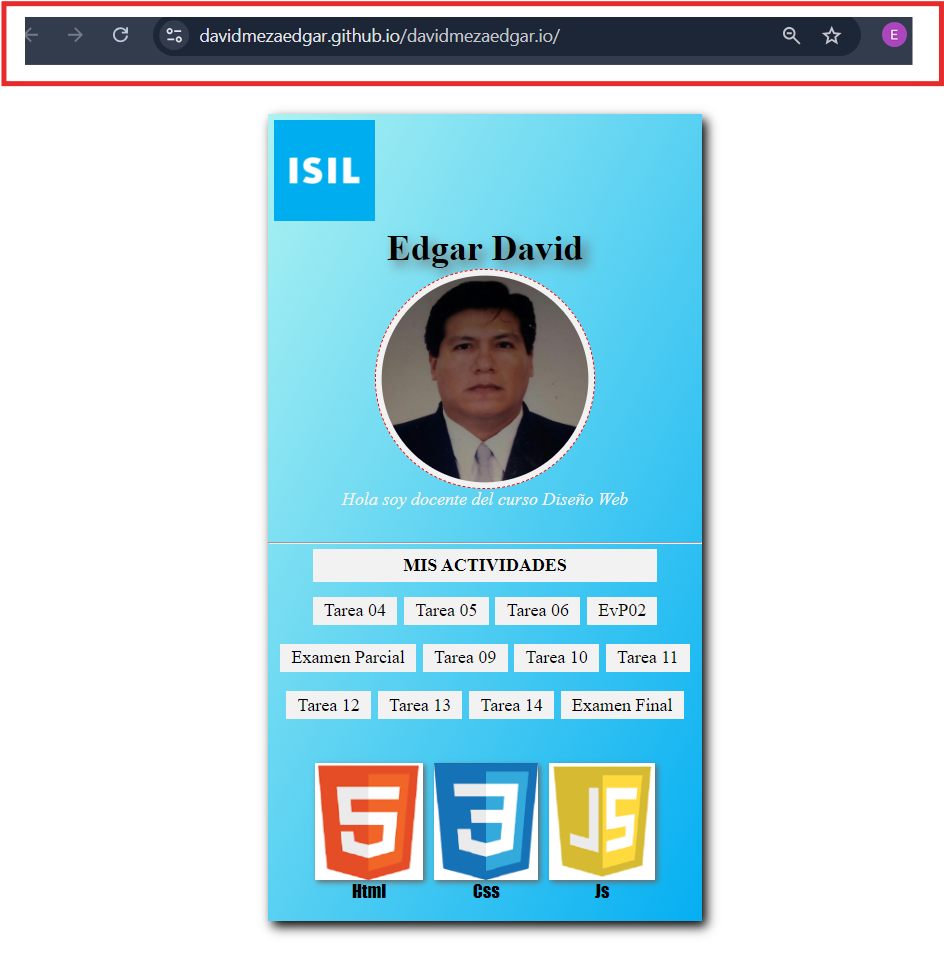 davidmezaedgar.github.io/davidmezaedgar.io/
E
ISIL
Edgar David
Hola soy docente del curso Diseño Web
MIS ACTIVIDADES
Tarea 04 Tarea 05 Tarea 06 EvP02
Examen Parcial Tarea 09 Tarea 10 Tarea 11
Tarea 12 Tarea 13 Tarea 14 Examen Final
5 3 JS
Html Css Js